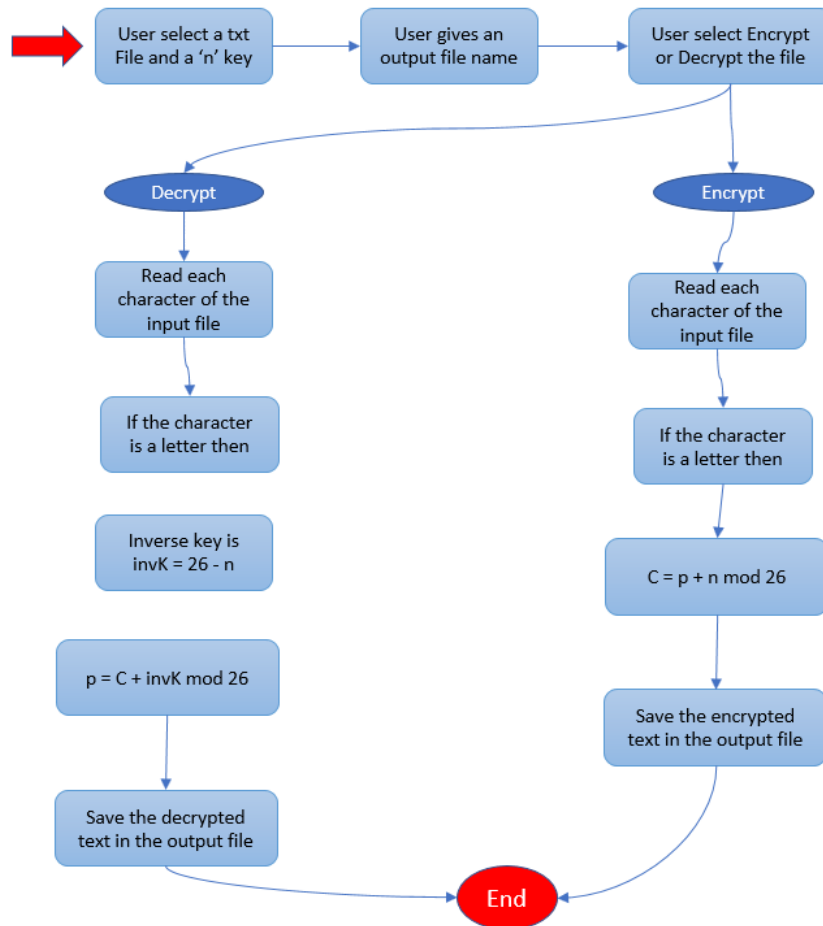 User select a txt
File and a ‘n’ key
User gives an
output file name
User select Encrypt
or Decrypt the file
Decrypt
Read each
character of the
input file
If the character
is a letter then
Inverse key is
invK = 26 - n
p = C + invK mod 26
Save the decrypted
text in the output file
Encrypt
Read each
character of the
input file
If the character
is a letter then
C = p + n mod 26
Save the encrypted
text in the output file
End